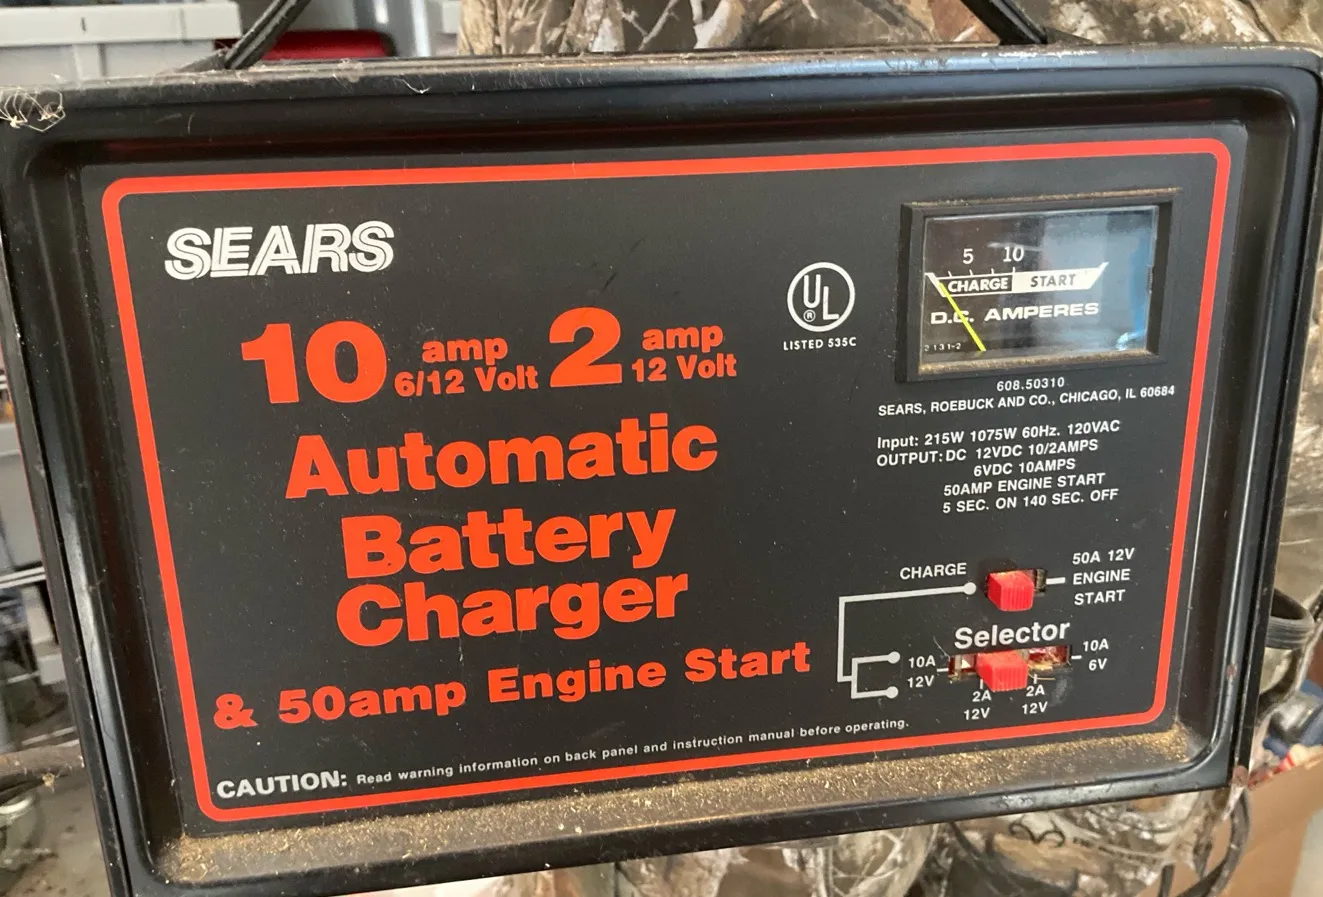 SEARS
10 amp 6/12 Volt 2 amp 12 Volt
Automatic
Battery
Charger
& 50amp Engine Start
CAUTION: Read warning information on back panel and instruction manual before operating.
UL
®
LISTED 535C
5 10
CHARGE START
D.C. AMPERES
2131-2
608.50310
SEARS, ROEBUCK AND CO., CHICAGO, IL 60684
Input: 215W 1075W 60Hz. 120VAC
OUTPUT: DC 12VDC 10/2AMPS
6VDC 10AMPS
50AMP ENGINE START
5 SEC. ON 140 SEC. OFF
CHARGE
50A 12V
ENGINE
START
Selector
10A
12V
2A
12V
2A
12V
10A
6V